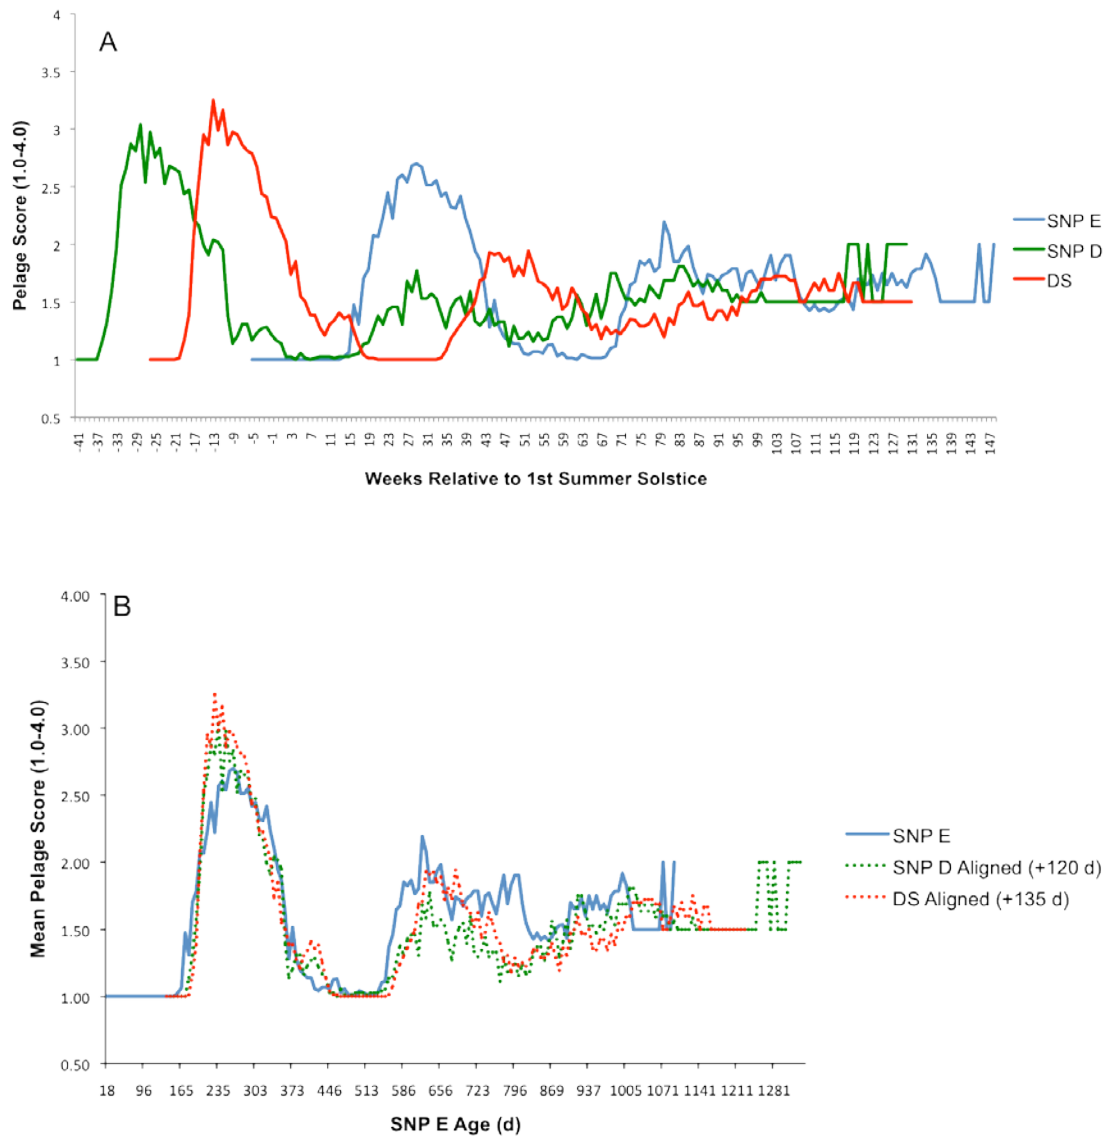 A
4
3.5
3
2.5
2
1.5
1
0.5
Pelage Score (1.0-4.0)
-41 -37 -33 -29 -25 -21 -17 -13 -9 -5 -1 3 7 11 15 19 23 27 31 35 39 43 47 51 55 59 63 67 71 75 79 83 87 91 95 99 103 107 111 115 119 123 127 131 135 139 143 147
Weeks Relative to 1st Summer Solstice
SNP E
SNP D
DS
B
4.00
3.50
3.00
2.50
2.00
1.50
1.00
0.50
Mean Pelage Score (1.0-4.0)
18 96 165 235 303 373 446 513 586 656 723 796 869 937 1005 1071 1141 1211 1281
SNP E Age (d)
SNP E
SNP D Aligned (+120 d)
DS Aligned (+135 d)